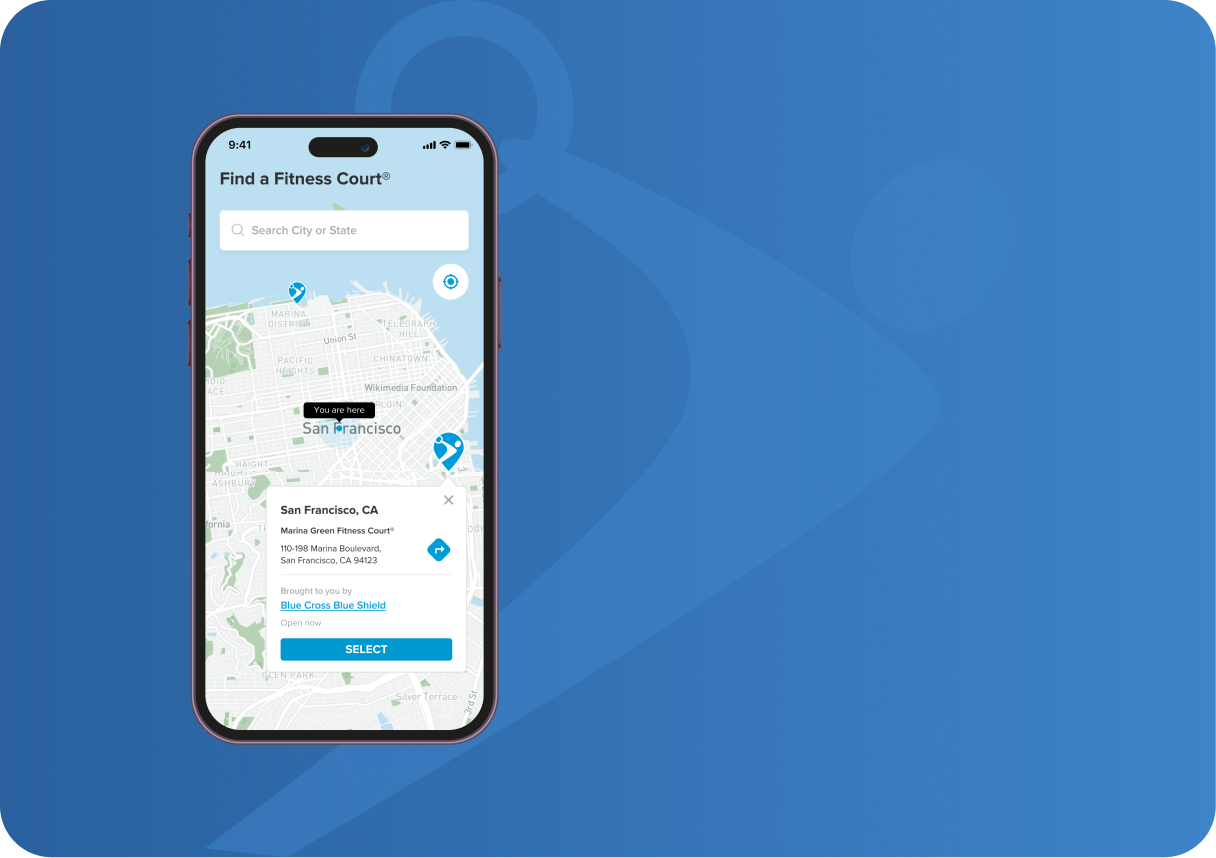 9:41
Find a Fitness Court®
Search City or State
MARINA
DISTRICT
TELEGRAPH
HILL
Union St
PACIFIC
HEIGHTS
CHINATOWN
Wikimedia Foundation
You are here
San Francisco
HAIGHT
ASHBURY
San Francisco, CA
Marina Green Fitness Court®
110-198 Marina Boulevard,
San Francisco, CA 94123
Brought to you by
Blue Cross Blue Shield
Open now
SELECT
GLEN PARK
Silver Terrace
3rd St